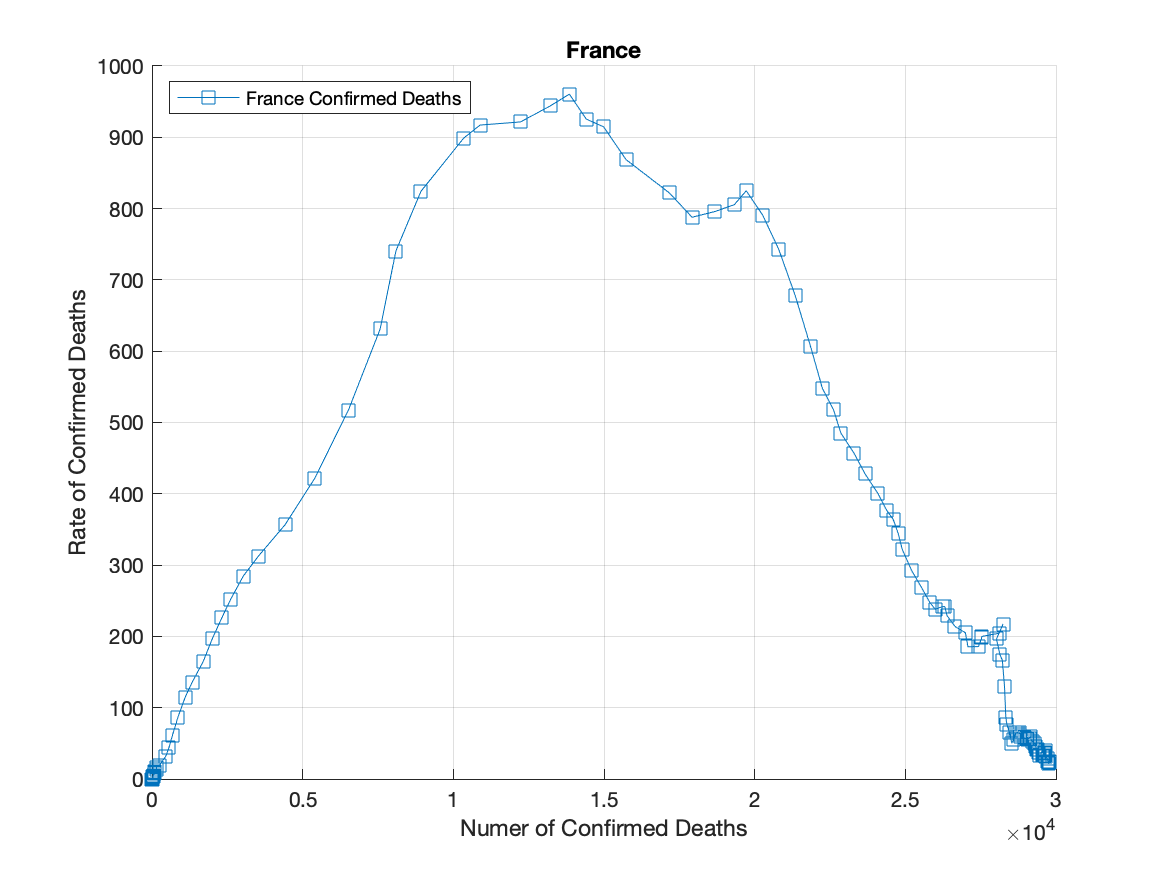 France
France Confirmed Deaths
Rate of Confirmed Deaths
1000
900
800
700
600
500
400
300
200
100
0
0 0.5 1 1.5 2 2.5 3
Numer of Confirmed Deaths
×10^4